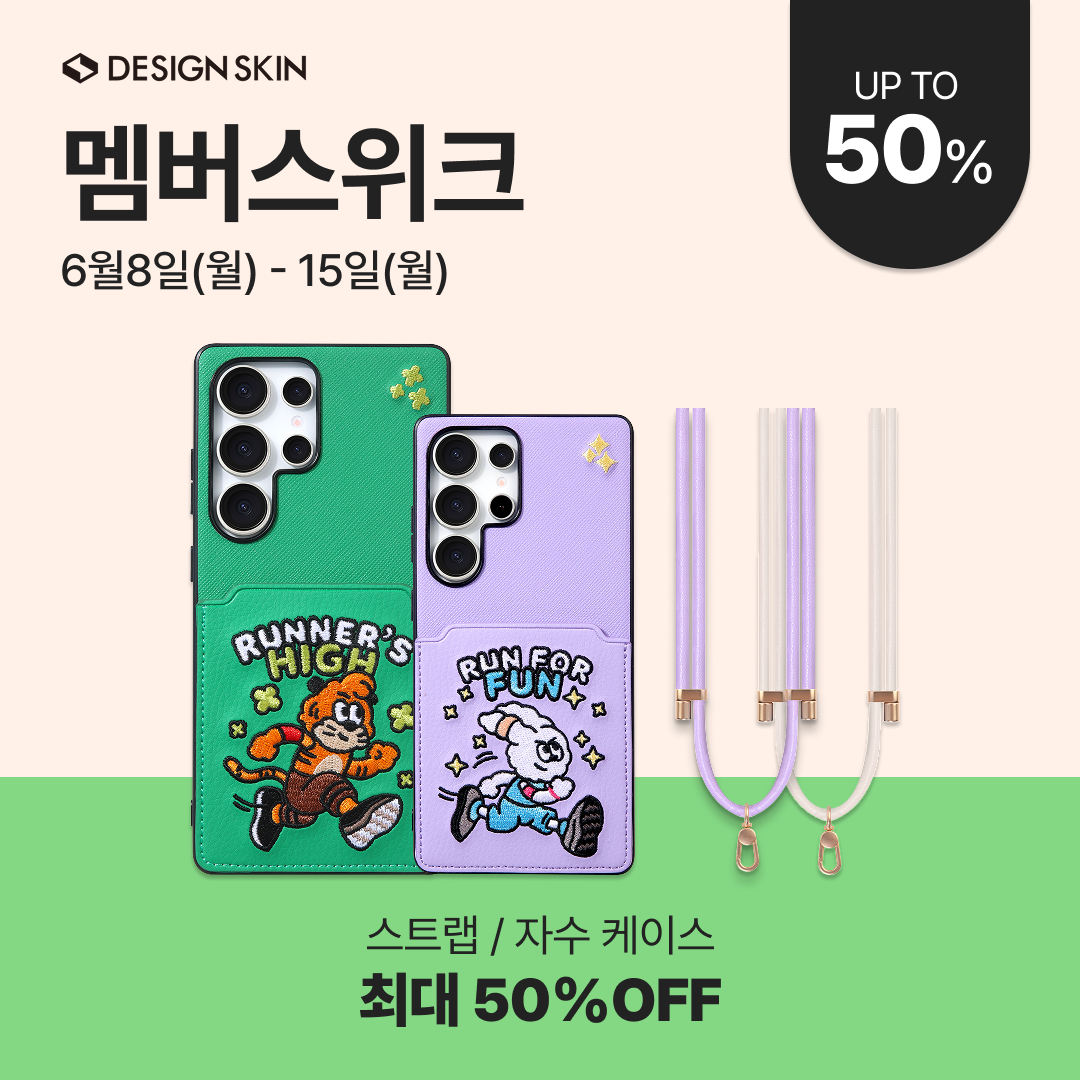 DESIGN SKIN
멤버스위크
6월8일(월) - 15일(월)
UP TO
50%
RUNNER'S
HIGH
RUN FOR
FUN
스트랩 / 자수 케이스
최대 50%OFF